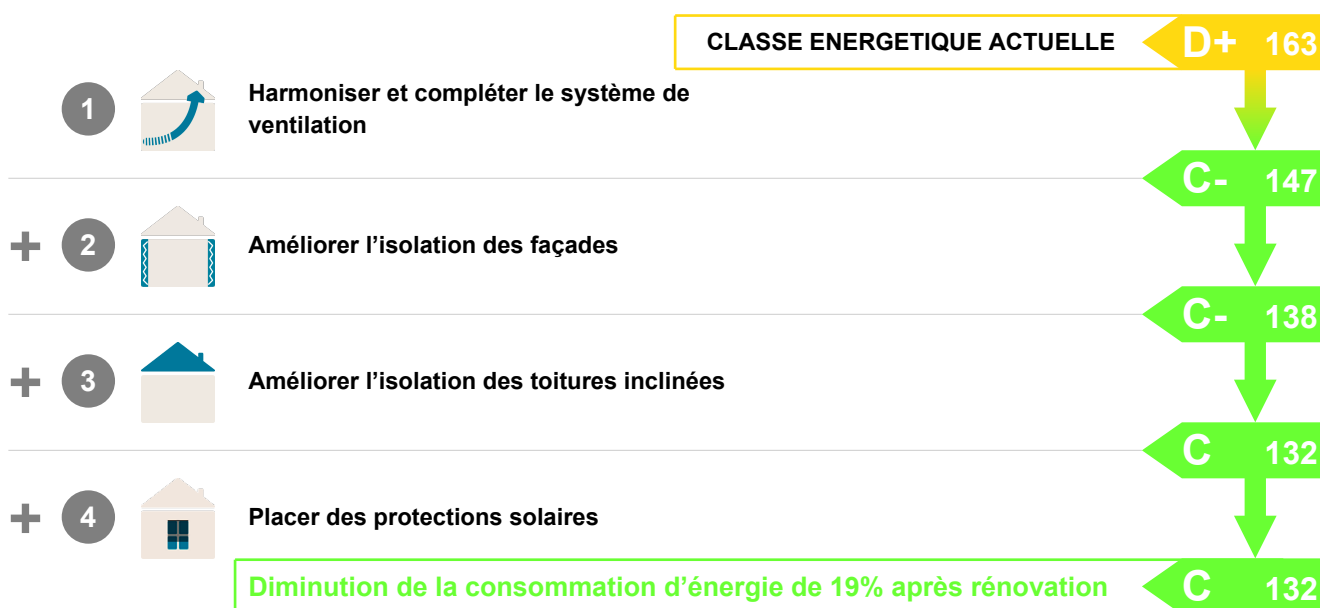 CLASSE ENERGETIQUE ACTUELLE D+ 163
1 Harmoniser et compléter le système de
ventilation
C- 147
+ 2 Améliorer l’isolation des façades
C- 138
+ 3 Améliorer l’isolation des toitures inclinées
C 132
+ 4 Placer des protections solaires
Diminution de la consommation d’énergie de 19% après rénovation C 132